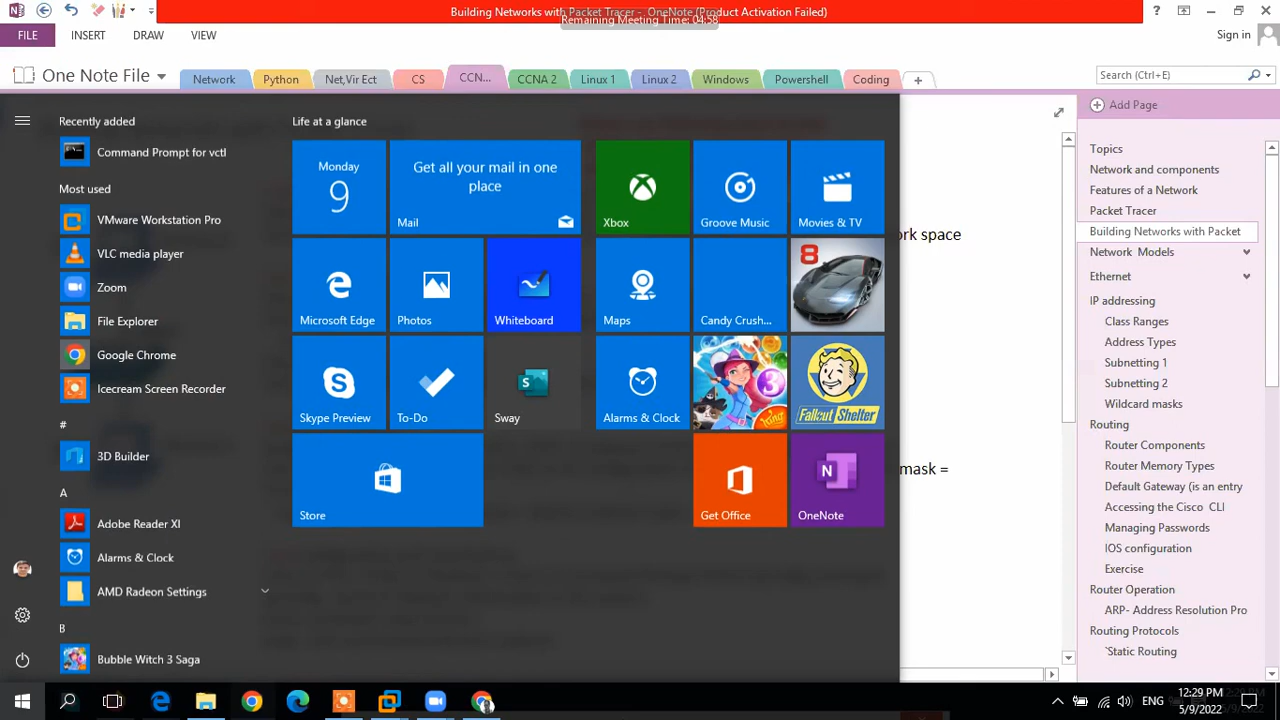 Building Networks with Packet Tracer - OneNote (Product Activation Failed)
Remaining Meeting Time: 04:58
FILE
INSERT
DRAW
VIEW
Sign in
One Note File
Network
Python
Net,Vir Ect
CS
CCN...
CCNA 2
Linux 1
Linux 2
Windows
Powershell
Coding
Search (Ctrl+E)
Recently added
Command Prompt for vctl
Most used
VMware Workstation Pro
VLC media player
Zoom
File Explorer
Google Chrome
Icecream Screen Recorder
#
3D Builder
A
Adobe Reader XI
Alarms & Clock
AMD Radeon Settings
B
Bubble Witch 3 Saga
Life at a glance
Monday
9
Get all your mail in one
place
Mail
Xbox
Groove Music
Movies & TV
Microsoft Edge
Photos
Whiteboard
Maps
Candy Crush...
8
Skype Preview
To-Do
Sway
Alarms & Clock
3
King
Fallout Shelter
Store
Get Office
OneNote
rk space
mask =
Add Page
Topics
Network and components
Features of a Network
Packet Tracer
Building Networks with Packet
Network Models
Ethernet
IP addressing
Class Ranges
Address Types
Subnetting 1
Subnetting 2
Wildcard masks
Routing
Router Components
Router Memory Types
Default Gateway (is an entry
Accessing the Cisco CLI
Managing Passwords
IOS configuration
Exercise
Router Operation
ARP- Address Resolution Pro
Routing Protocols
`Static Routing
ENG
12:29 PM
5/9/2022